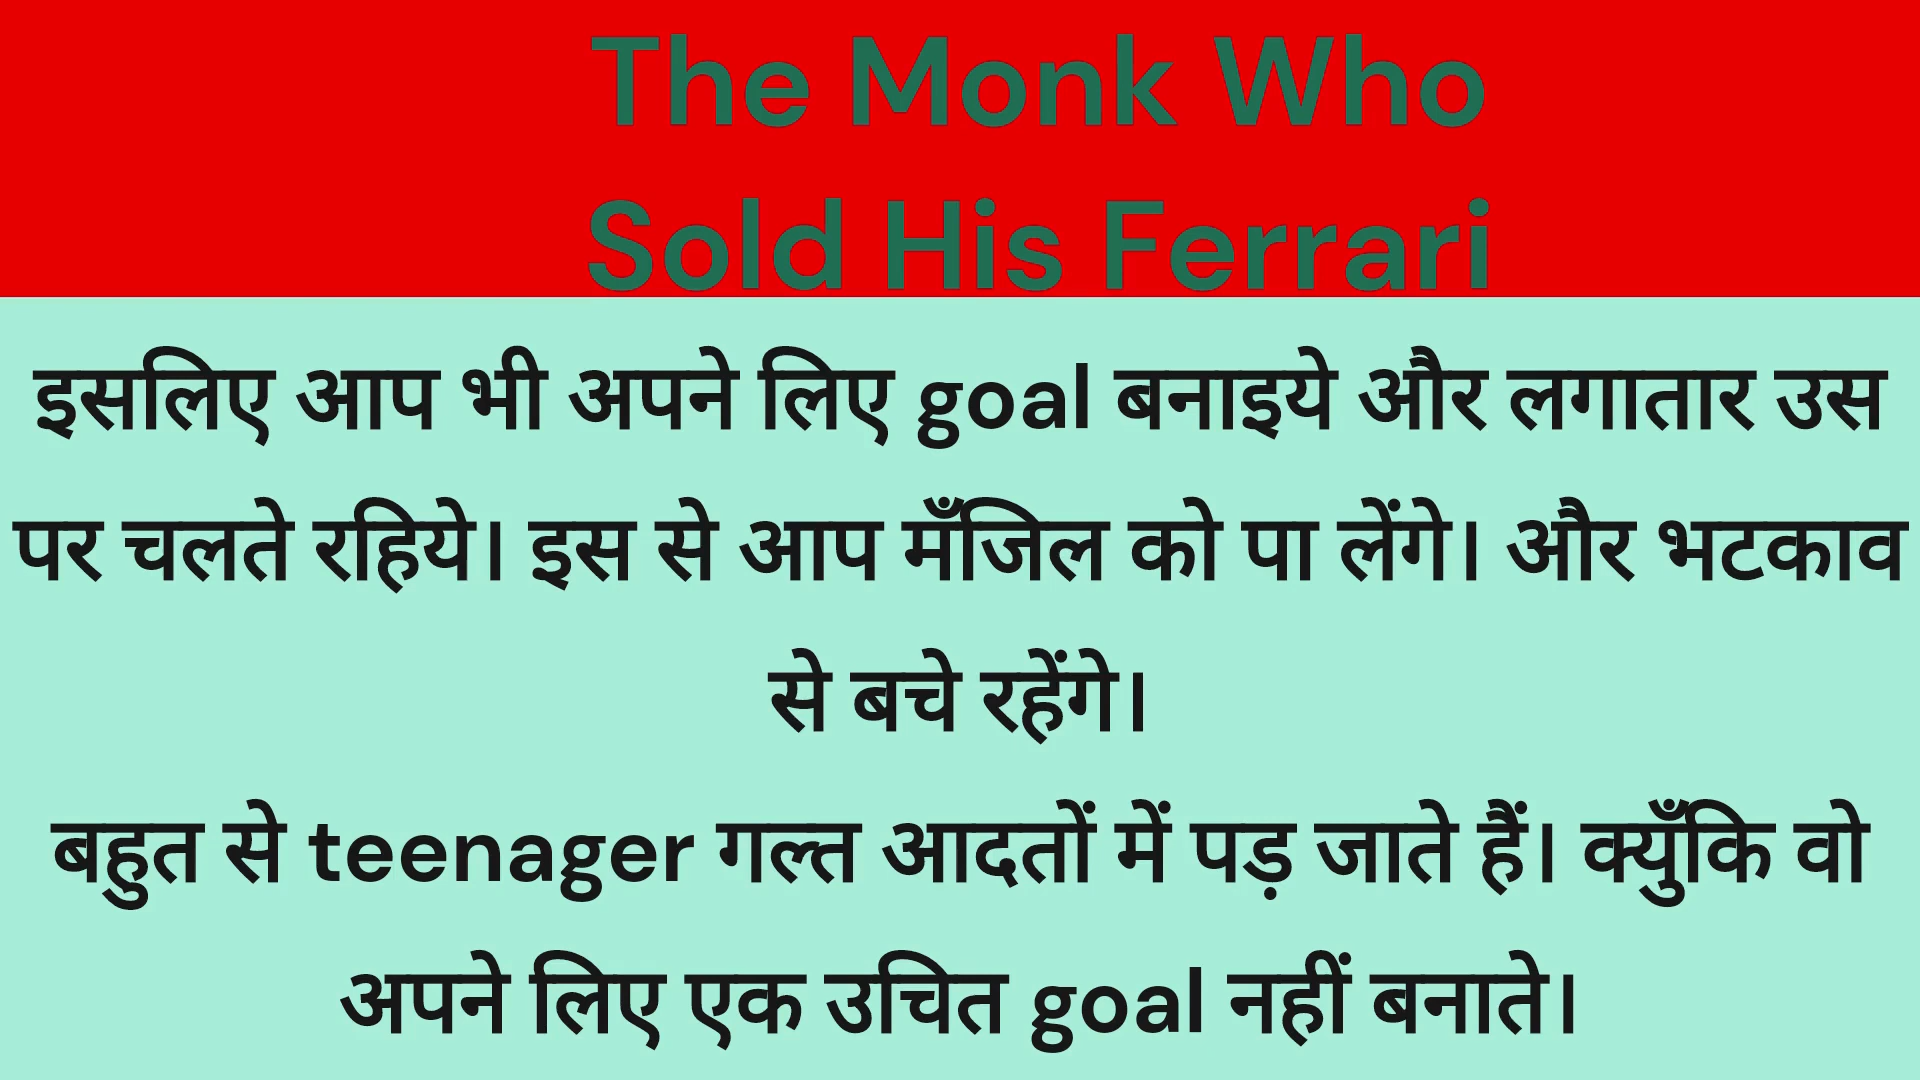 The Monk Who
Sold His Ferrari
इसलिए आप भी अपने लिए goal बनाइये और लगातार उस
पर चलते रहिये। इस से आप मँजिल को पा लेंगे। और भटकाव
से बचे रहेंगे।
बहुत से teenager गल्त आदतों में पड़ जाते हैं। क्युँकि वो
अपने लिए एक उचित goal नहीं बनाते।